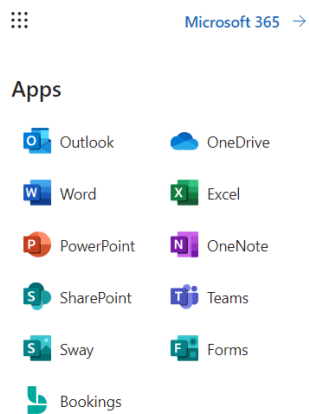 Microsoft 365 →
Apps
Outlook
OneDrive
Word
Excel
PowerPoint
OneNote
SharePoint
Teams
Sway
Forms
Bookings